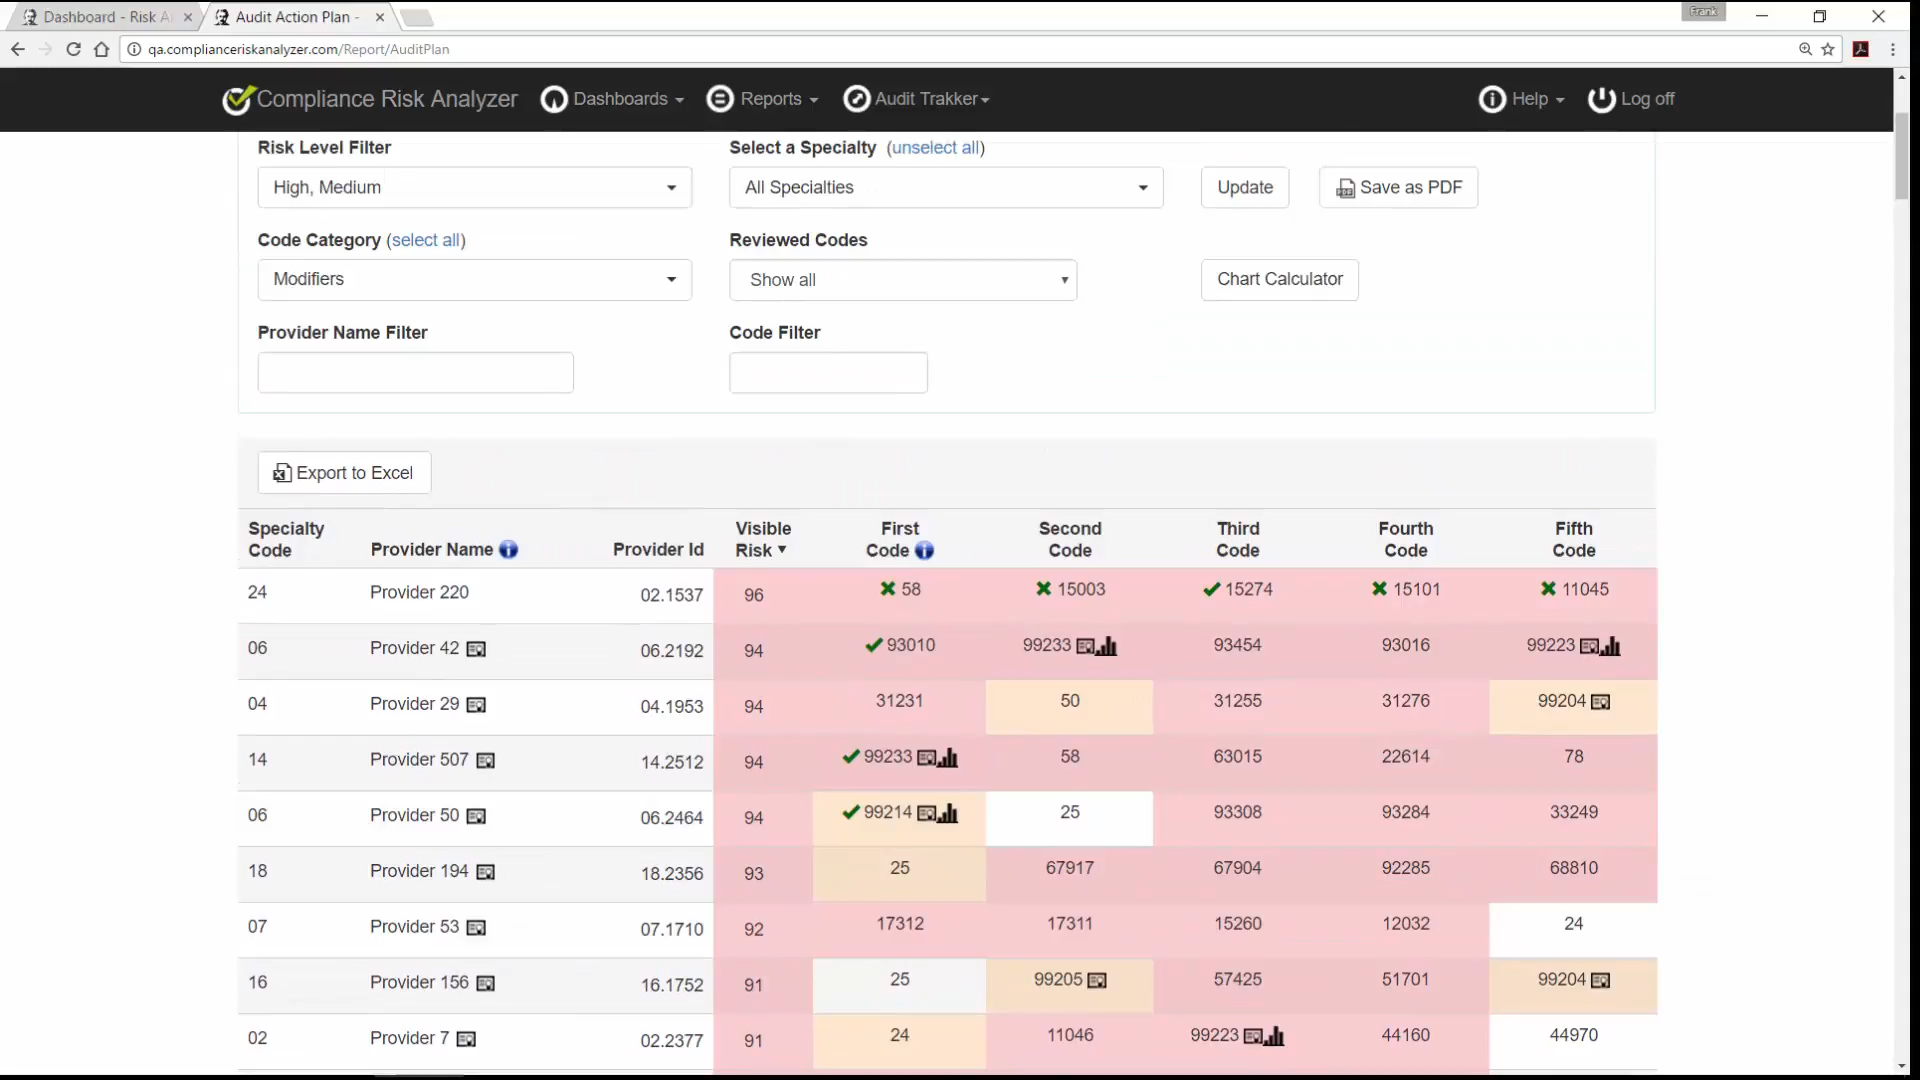 Dashboard - Risk A
Audit Action Plan -
Frank
qa.complianceriskanalyzer.com/Report/AuditPlan
Compliance Risk Analyzer Dashboards Reports Audit Trakker Help Log off
Risk Level Filter Select a Specialty (unselect all)
High, Medium All Specialties Update Save as PDF
Code Category (select all) Reviewed Codes
Modifiers Show all Chart Calculator
Provider Name Filter Code Filter
Export to Excel
Specialty Code Provider Name Provider Id Visible Risk First Code Second Code Third Code Fourth Code Fifth Code
24 Provider 220 02.1537 96 58 15003 15274 15101 11045
06 Provider 42 06.2192 94 93010 99233 93454 93016 99223
04 Provider 29 04.1953 94 31231 50 31255 31276 99204
14 Provider 507 14.2512 94 99233 58 63015 22614 78
06 Provider 50 06.2464 94 99214 25 93308 93284 33249
18 Provider 194 18.2356 93 25 67917 67904 92285 68810
07 Provider 53 07.1710 92 17312 17311 15260 12032 24
16 Provider 156 16.1752 91 25 99205 57425 51701 99204
02 Provider 7 02.2377 91 24 11046 99223 44160 44970